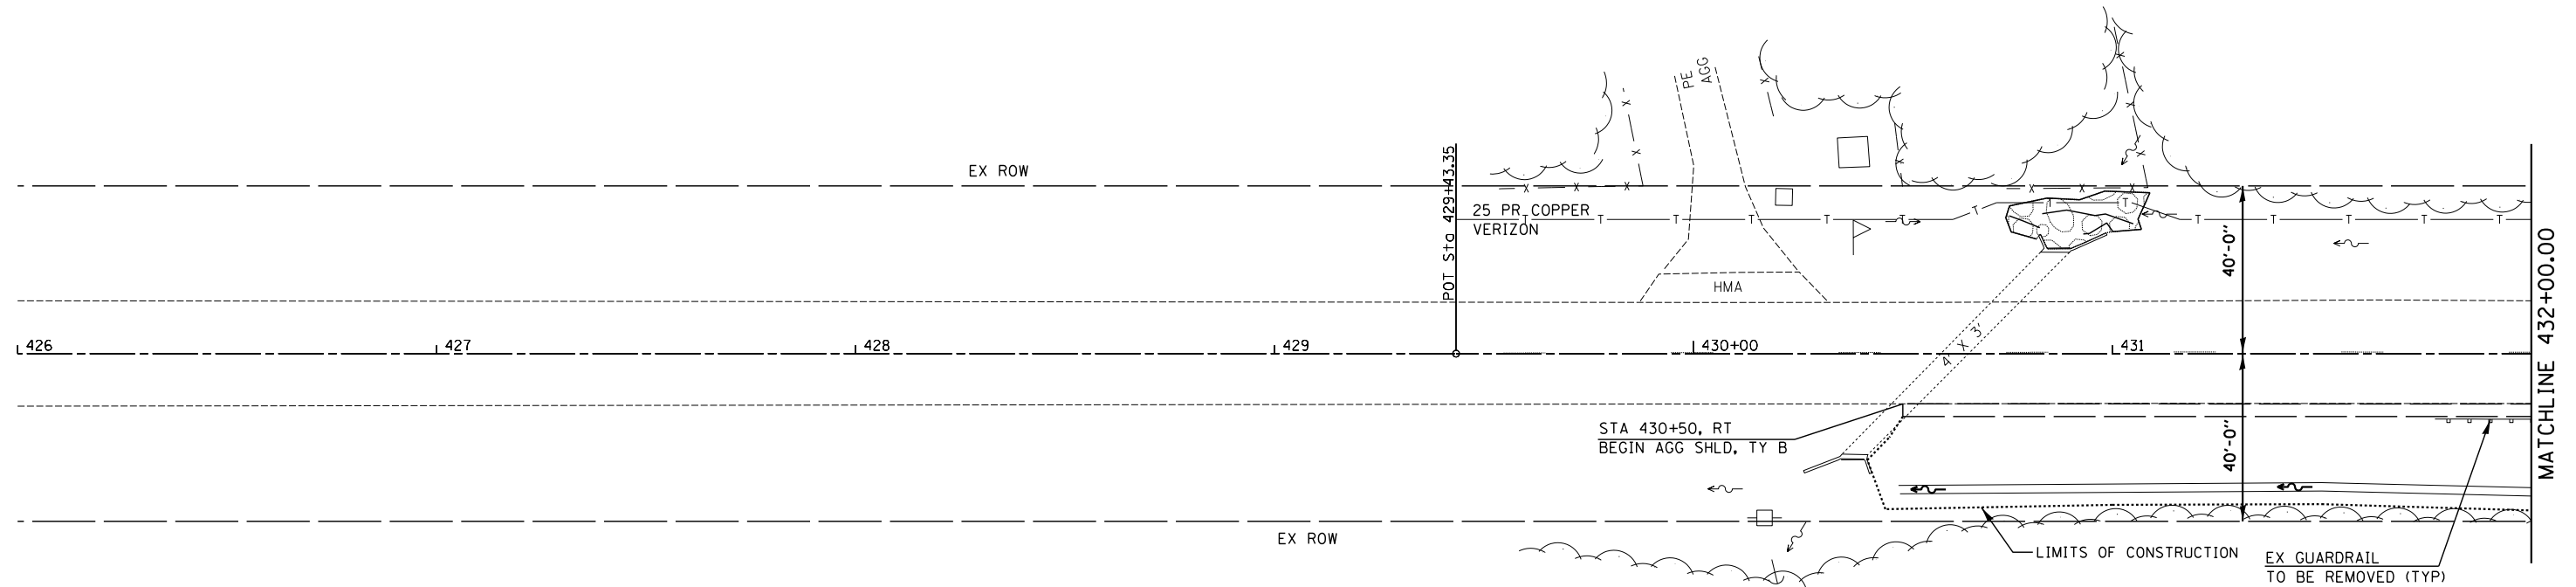 PE
AGG
EX ROW
POT Sta 429+43.35
25 PR COPPER
VERIZON
T T T T T T T T T T T T T
X X X X X X X X X X X X
HMA
40'-0"
426
427
428
429
430+00
431
4' X 3'
MATCHLINE 432+00.00
STA 430+50, RT
BEGIN AGG SHLD, TY B
40'-0"
EX ROW
LIMITS OF CONSTRUCTION
EX GUARDRAIL
TO BE REMOVED (TYP)